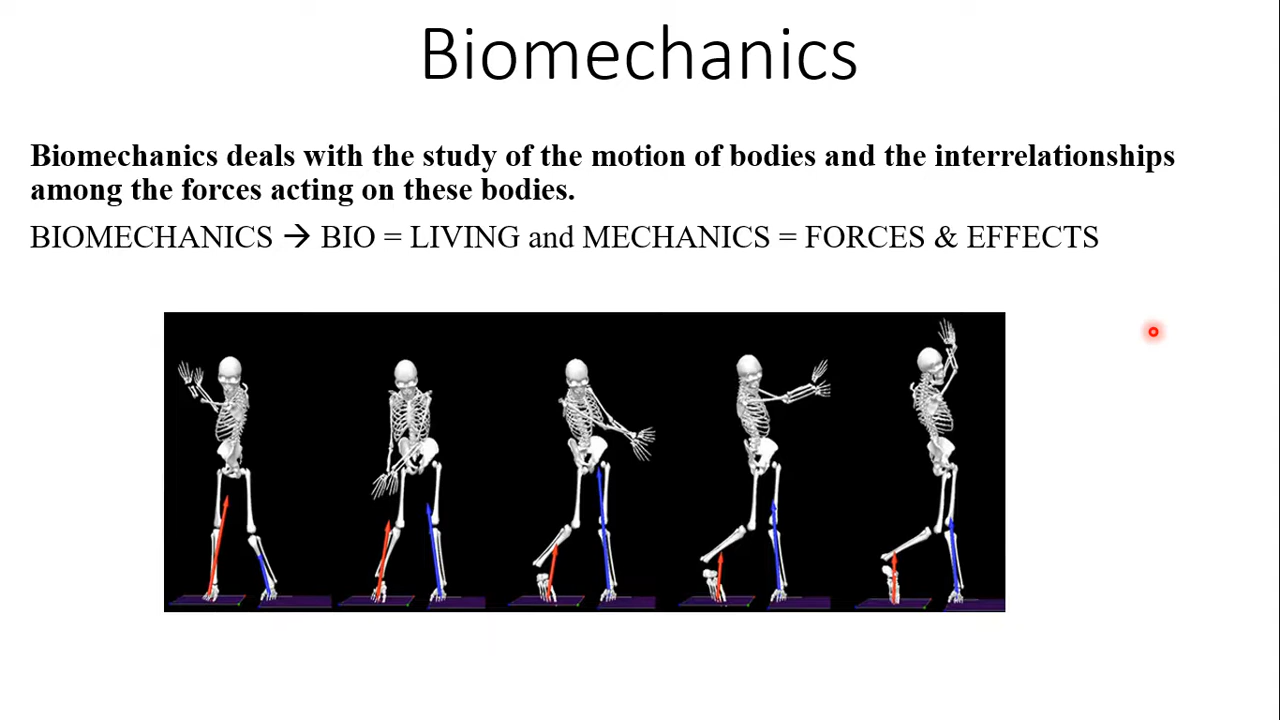 Biomechanics
Biomechanics deals with the study of the motion of bodies and the interrelationships
among the forces acting on these bodies.
BIOMECHANICS → BIO = LIVING and MECHANICS = FORCES & EFFECTS